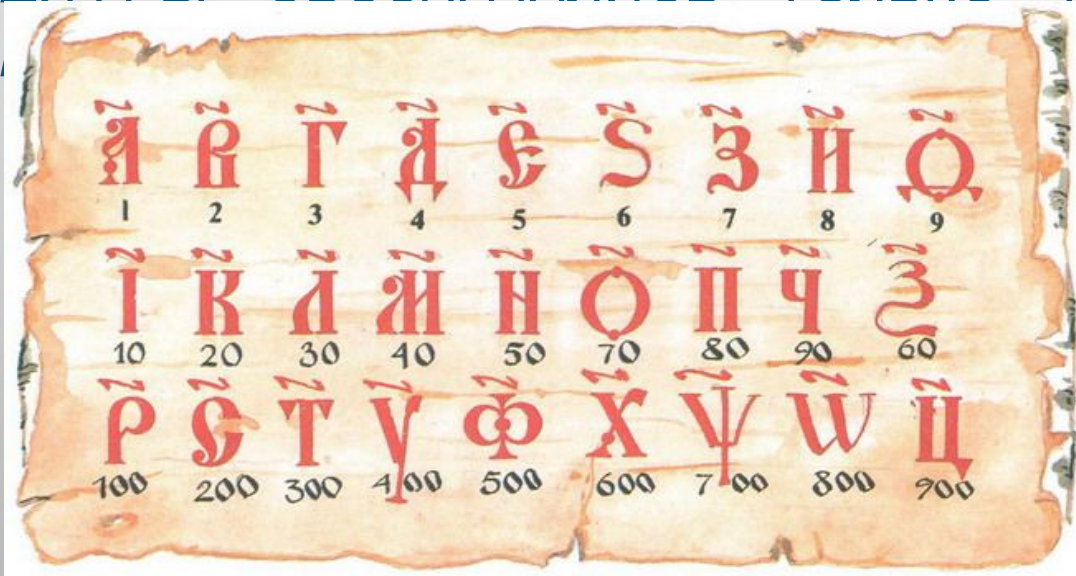 А҃ В҃ Г҃ Д҃ Є҃ Ѕ҃ З҃ И҃ Ѳ҃
1 2 3 4 5 6 7 8 9
І҃ К҃ Л҃ М҃ Н҃ О҃ П҃ Ч҃ Ѯ҃
10 20 30 40 50 70 80 90 60
Р҃ С҃ Т҃ У҃ Ф҃ Х҃ Ѱ҃ Ѡ҃ Ц҃
100 200 300 400 500 600 700 800 900